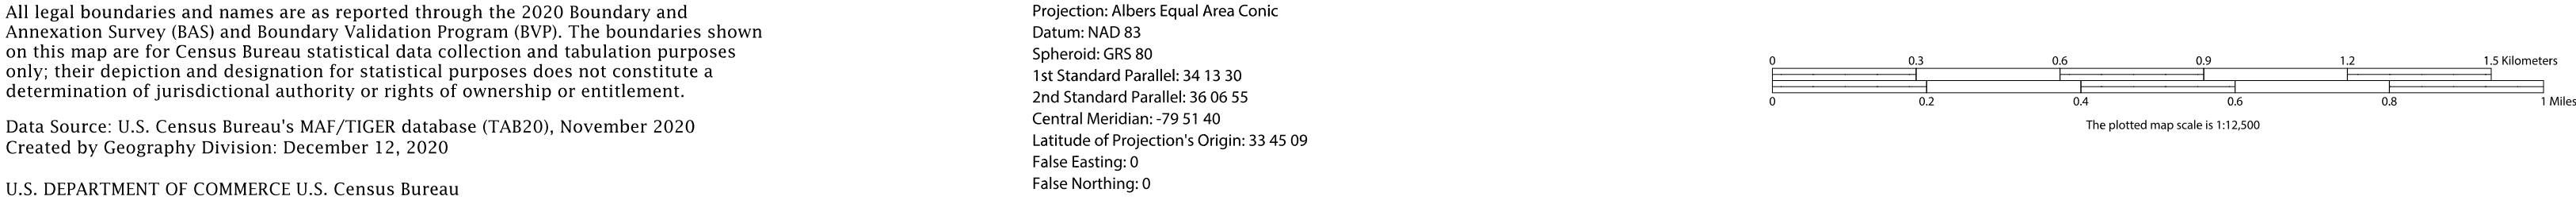 All legal boundaries and names are as reported through the 2020 Boundary and
Annexation Survey (BAS) and Boundary Validation Program (BVP). The boundaries shown
on this map are for Census Bureau statistical data collection and tabulation purposes
only; their depiction and designation for statistical purposes does not constitute a
determination of jurisdictional authority or rights of ownership or entitlement.
Data Source: U.S. Census Bureau's MAF/TIGER database (TAB20), November 2020
Created by Geography Division: December 12, 2020
U.S. DEPARTMENT OF COMMERCE U.S. Census Bureau
Projection: Albers Equal Area Conic
Datum: NAD 83
Spheroid: GRS 80
1st Standard Parallel: 34 13 30
2nd Standard Parallel: 36 06 55
Central Meridian: -79 51 40
Latitude of Projection's Origin: 33 45 09
False Easting: 0
False Northing: 0
0 0.3 0.6 0.9 1.2 1.5 Kilometers
0 0.2 0.4 0.6 0.8 1 Miles
The plotted map scale is 1:12,500